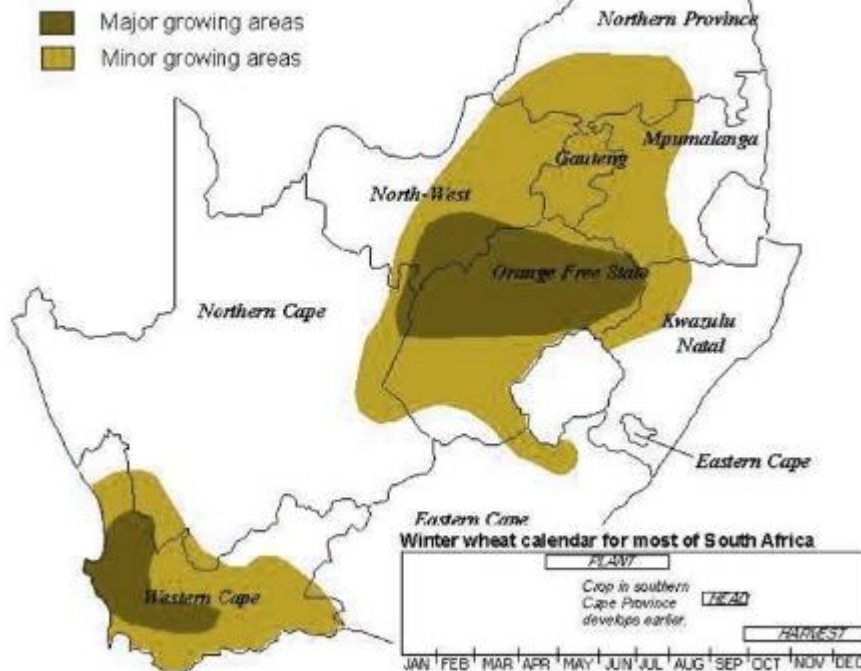 Major growing areas
Minor growing areas
Northern Province
Mpumalanga
Gauteng
North-West
Orange Free State
Northern Cape
Kwazulu
Natal
Eastern Cape
Eastern Cape
Western Cape
Winter wheat calendar for most of South Africa
PLANT
Crop in southern
Cape Province
develops earlier.
HEAD
HARVEST
JAN FEB MAR APR MAY JUN JUL AUG SEP OCT NOV DEC